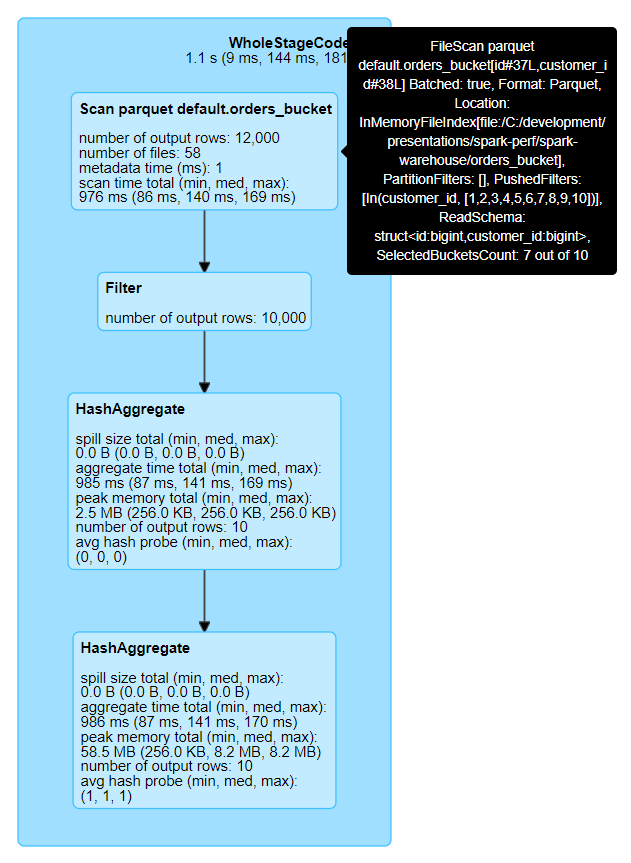 WholeStageCode
1.1 s (9 ms, 144 ms, 181
Scan parquet default.orders_bucket
number of output rows: 12,000
number of files: 58
metadata time (ms): 1
scan time total (min, med, max):
976 ms (86 ms, 140 ms, 169 ms)
FileScan parquet
default.orders_bucket[id#37L,customer_i
d#38L] Batched: true, Format: Parquet,
Location:
InMemoryFileIndex[file:/C:/development/
presentations/spark-perf/spark-
warehouse/orders_bucket],
PartitionFilters: [], PushedFilters:
[In(customer_id, [1,2,3,4,5,6,7,8,9,10])],
ReadSchema:
struct<id:bigint,customer_id:bigint>,
SelectedBucketsCount: 7 out of 10
Filter
number of output rows: 10,000
HashAggregate
spill size total (min, med, max):
0.0 B (0.0 B, 0.0 B, 0.0 B)
aggregate time total (min, med, max):
985 ms (87 ms, 141 ms, 169 ms)
peak memory total (min, med, max):
2.5 MB (256.0 KB, 256.0 KB, 256.0 KB)
number of output rows: 10
avg hash probe (min, med, max):
(0, 0, 0)
HashAggregate
spill size total (min, med, max):
0.0 B (0.0 B, 0.0 B, 0.0 B)
aggregate time total (min, med, max):
986 ms (87 ms, 141 ms, 170 ms)
peak memory total (min, med, max):
58.5 MB (256.0 KB, 8.2 MB, 8.2 MB)
number of output rows: 10
avg hash probe (min, med, max):
(1, 1, 1)